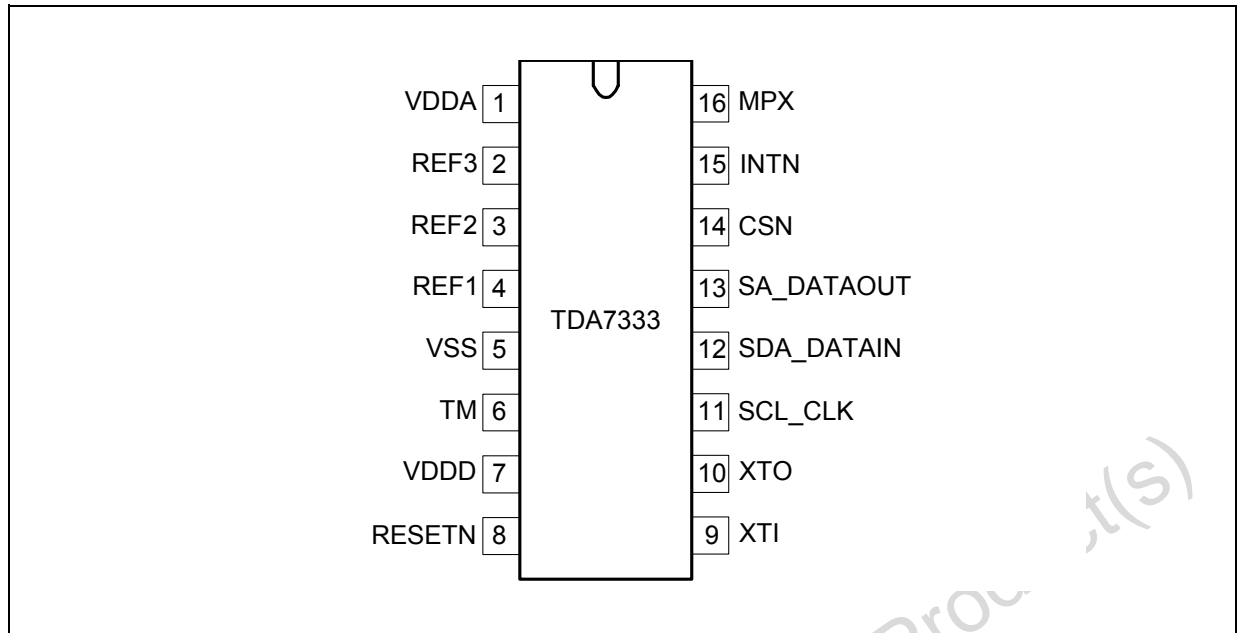 VDDA 1
REF3 2
REF2 3
REF1 4
VSS 5
TM 6
VDDD 7
RESETN 8
TDA7333
16 MPX
15 INTN
14 CSN
13 SA_DATAOUT
12 SDA_DATAIN
11 SCL_CLK
10 XTO
9 XTI